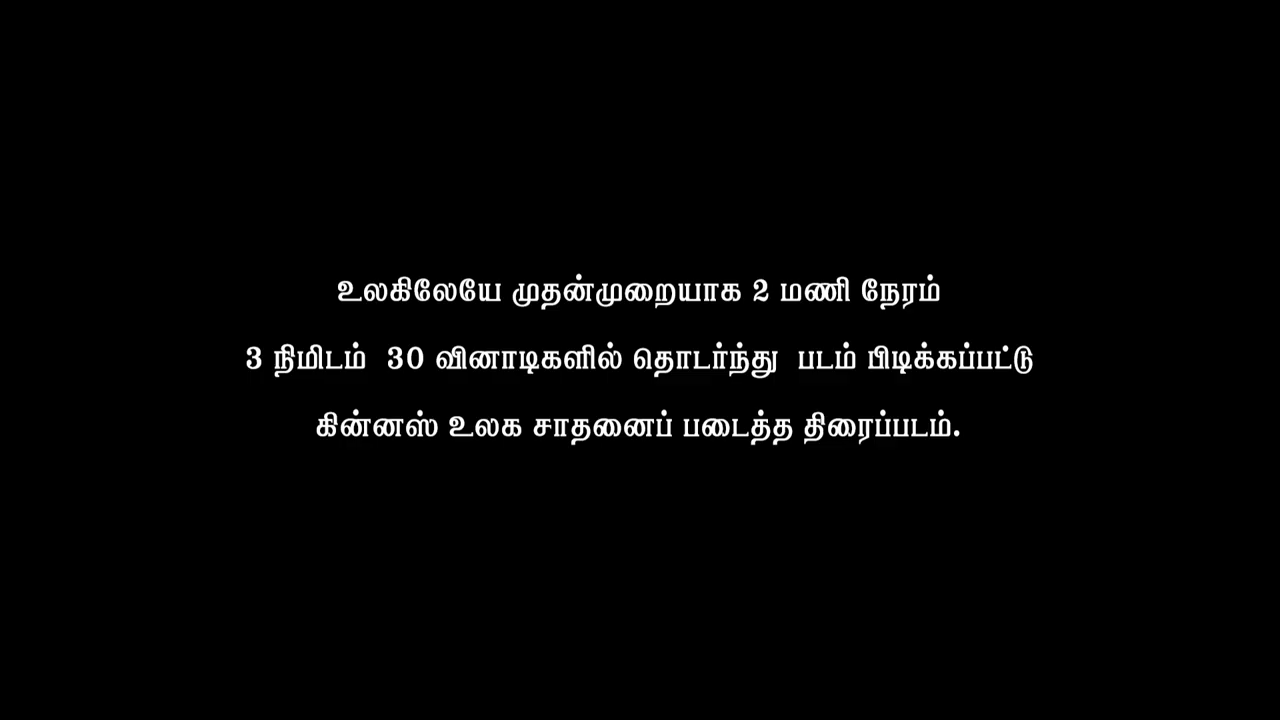 உலகிலேயே முதன்முறையாக 2 மணி நேரம்
3 நிமிடம் 30 வினாடிகளில் தொடர்ந்து படம் பிடிக்கப்பட்டு
கின்னஸ் உலக சாதனைப் படைத்த திரைப்படம்.